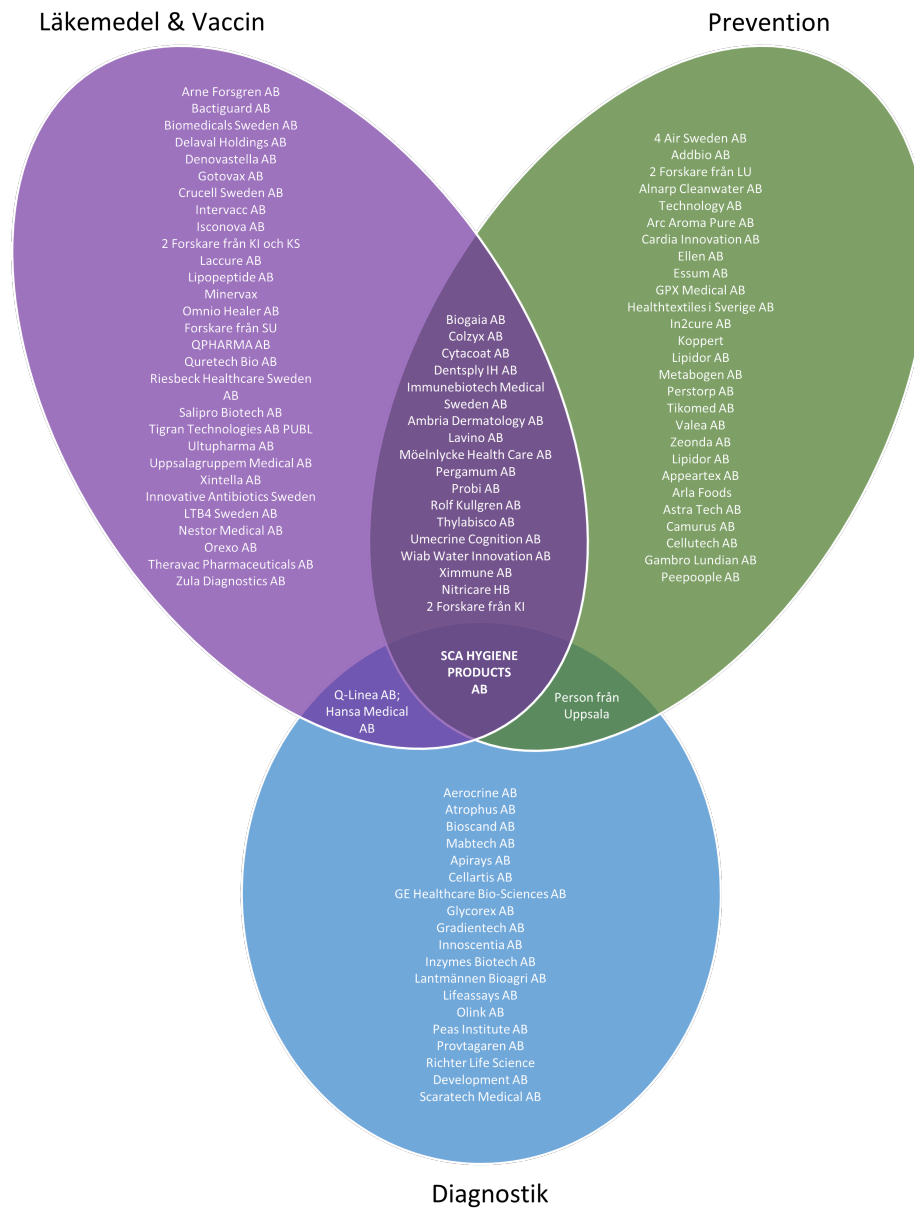 Läkemedel & Vaccin
Prevention
Arne Forsgren AB
Bactiguard AB
Biomedicals Sweden AB
Delaval Holdings AB
Denovastella AB
Gotovax AB
Crucell Sweden AB
Intervacc AB
Isconova AB
2 Forskare från KI och KS
Laccure AB
Lipopeptide AB
Minervax
Omnio Healer AB
Forskare från SU
QPHARMA AB
Quretech Bio AB
Riesbeck Healthcare Sweden
AB
Salipro Biotech AB
Tigran Technologies AB PUBL
Ultupharma AB
Uppsalagruppem Medical AB
Xintella AB
Innovative Antibiotics Sweden
LTB4 Sweden AB
Nestor Medical AB
Orexo AB
Theravac Pharmaceuticals AB
Zula Diagnostics AB
4 Air Sweden AB
Addbio AB
2 Forskare från LU
Alnarp Cleanwater AB
Technology AB
Arc Aroma Pure AB
Cardia Innovation AB
Ellen AB
Essum AB
GPX Medical AB
Healthtextiles i Sverige AB
In2cure AB
Koppert
Lipidor AB
Metabogen AB
Perstorp AB
Tikomed AB
Valea AB
Zeonda AB
Lipidor AB
Appeartex AB
Arla Foods
Astra Tech AB
Camurus AB
Cellutech AB
Gambro Lundian AB
Peepoople AB
Biogaia AB
Colzyx AB
Cytacoat AB
Dentsply IH AB
Immunebiotech Medical
Sweden AB
Ambria Dermatology AB
Lavino AB
Möelnlycke Health Care AB
Pergamum AB
Probi AB
Rolf Kullgren AB
Thylabisco AB
Umecrine Cognition AB
Wiab Water Innovation AB
Ximmune AB
Nitricare HB
2 Forskare från KI
SCA HYGIENE
PRODUCTS
AB
Q-Linea AB;
Hansa Medical
AB
Person från
Uppsala
Aerocrine AB
Atrophus AB
Bioscand AB
Mabtech AB
Apirays AB
Cellartis AB
GE Healthcare Bio-Sciences AB
Glycorex AB
Gradientech AB
Innoscentia AB
Inzymes Biotech AB
Lantmännen Bioagri AB
Lifeassays AB
Olink AB
Peas Institute AB
Provtagaren AB
Richter Life Science
Development AB
Scaratech Medical AB
Diagnostik